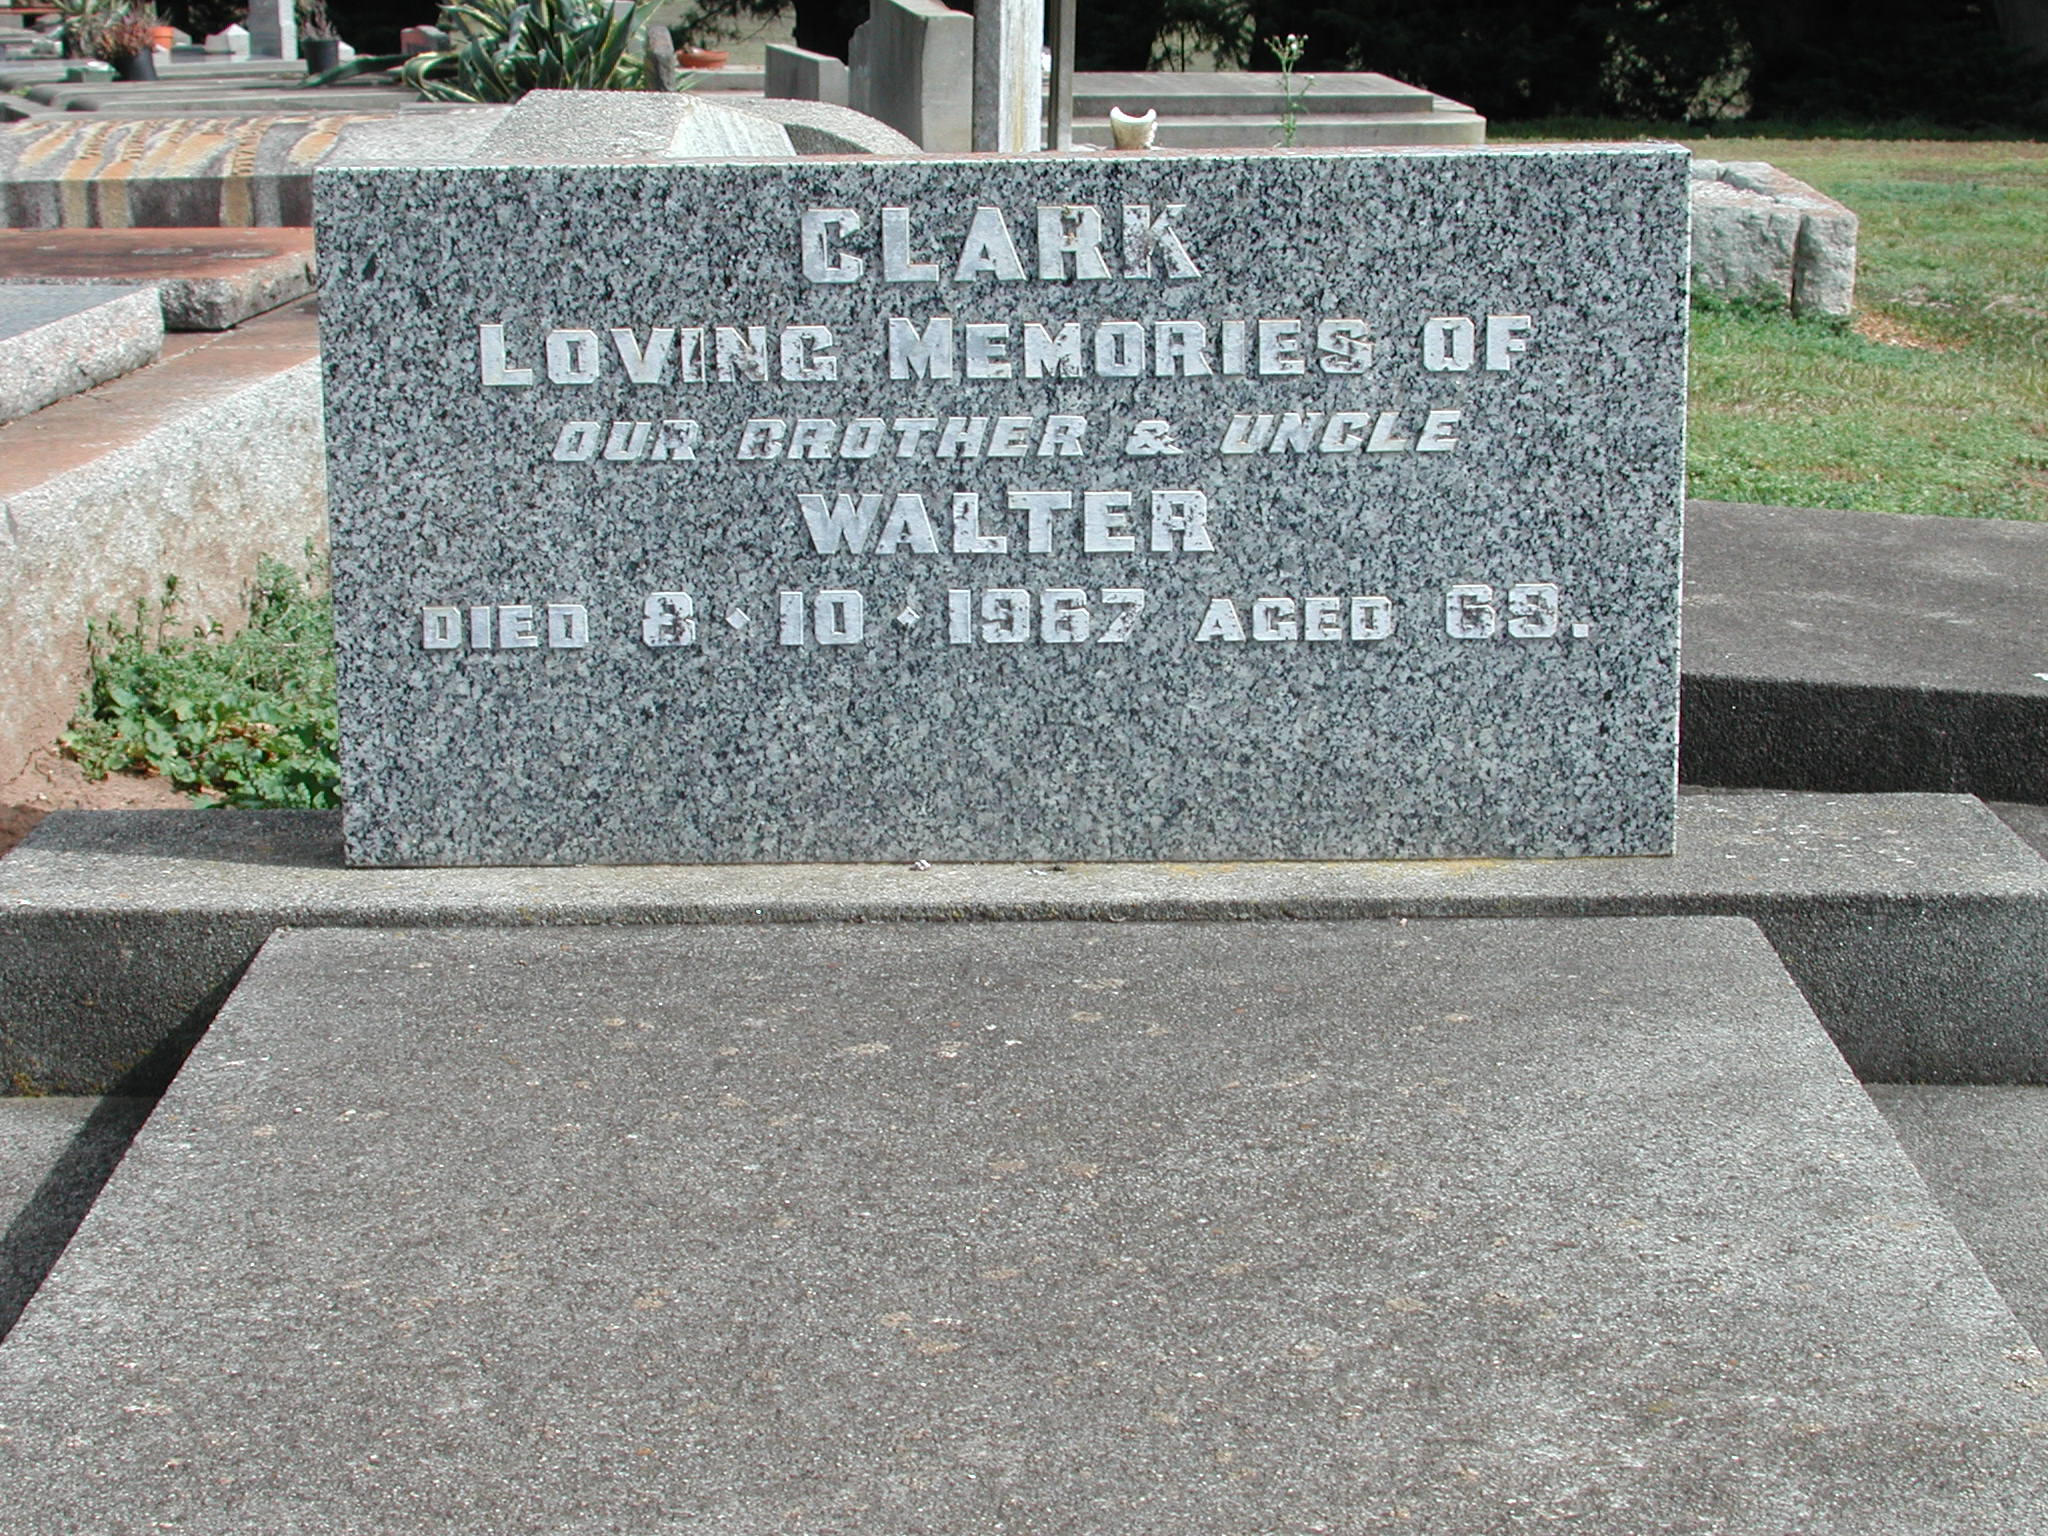 CLARK
LOVING MEMORIES OF
OUR BROTHER & UNCLE
WALTER
DIED 8·10·1967 AGED 69.